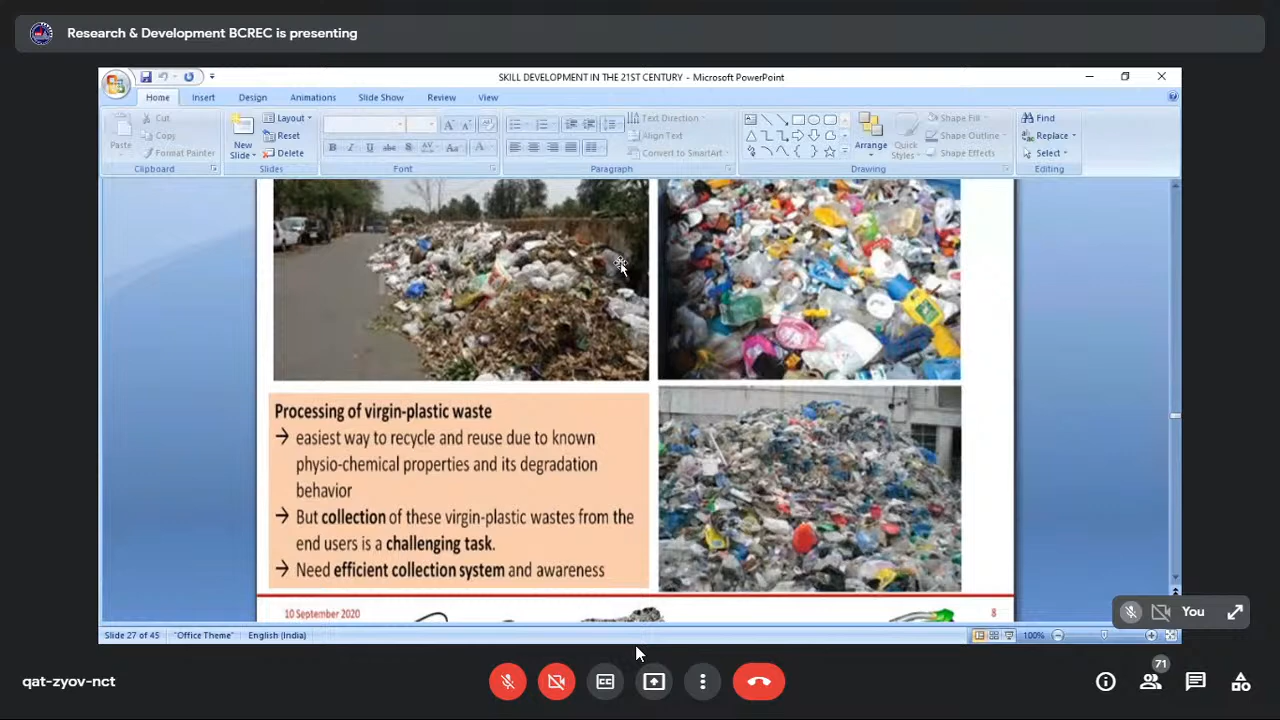 Research & Development BCREC is presenting
SKILL DEVELOPMENT IN THE 21ST CENTURY - Microsoft PowerPoint
Home Insert Design Animations Slide Show Review View
Paste
Cut
Copy
Format Painter
Clipboard
New
Slide
Layout
Reset
Delete
Slides
Font
Text Direction
Align Text
Convert to SmartArt
Paragraph
Arrange
Quick
Styles
Shape Fill
Shape Outline
Shape Effects
Drawing
Find
Replace
Select
Editing
Processing of virgin-plastic waste
→ easiest way to recycle and reuse due to known
physio-chemical properties and its degradation
behavior
→ But collection of these virgin-plastic wastes from the
end users is a challenging task.
→ Need efficient collection system and awareness
10 September 2020
8
Slide 27 of 45 "Office Theme" English (India) 100%
You
qat-zyov-nct
71